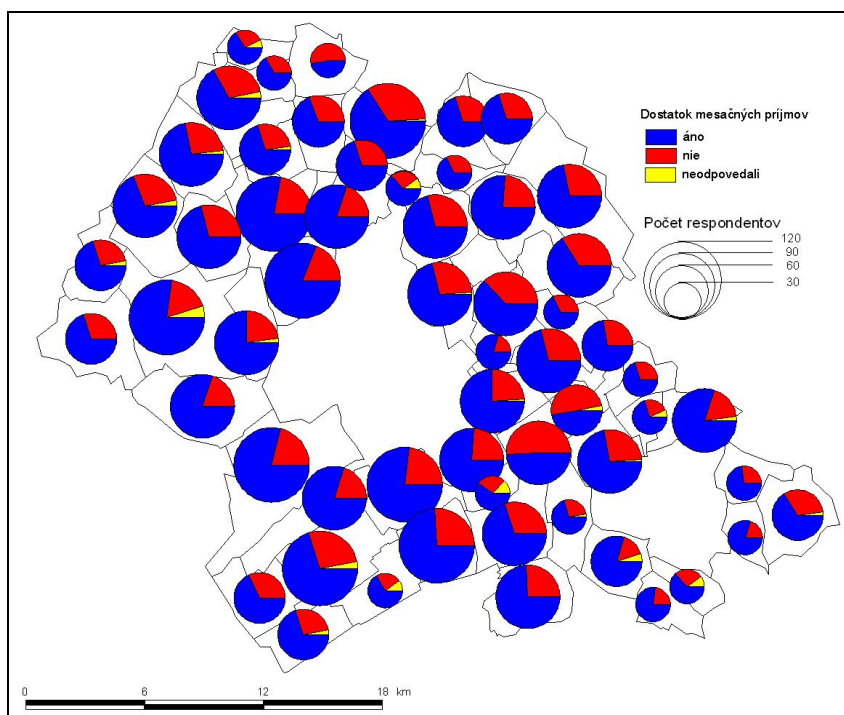 Dostatok mesačných príjmov
áno
nie
neodpovedali
Počet respondentov
120
90
60
30
0 6 12 18 km